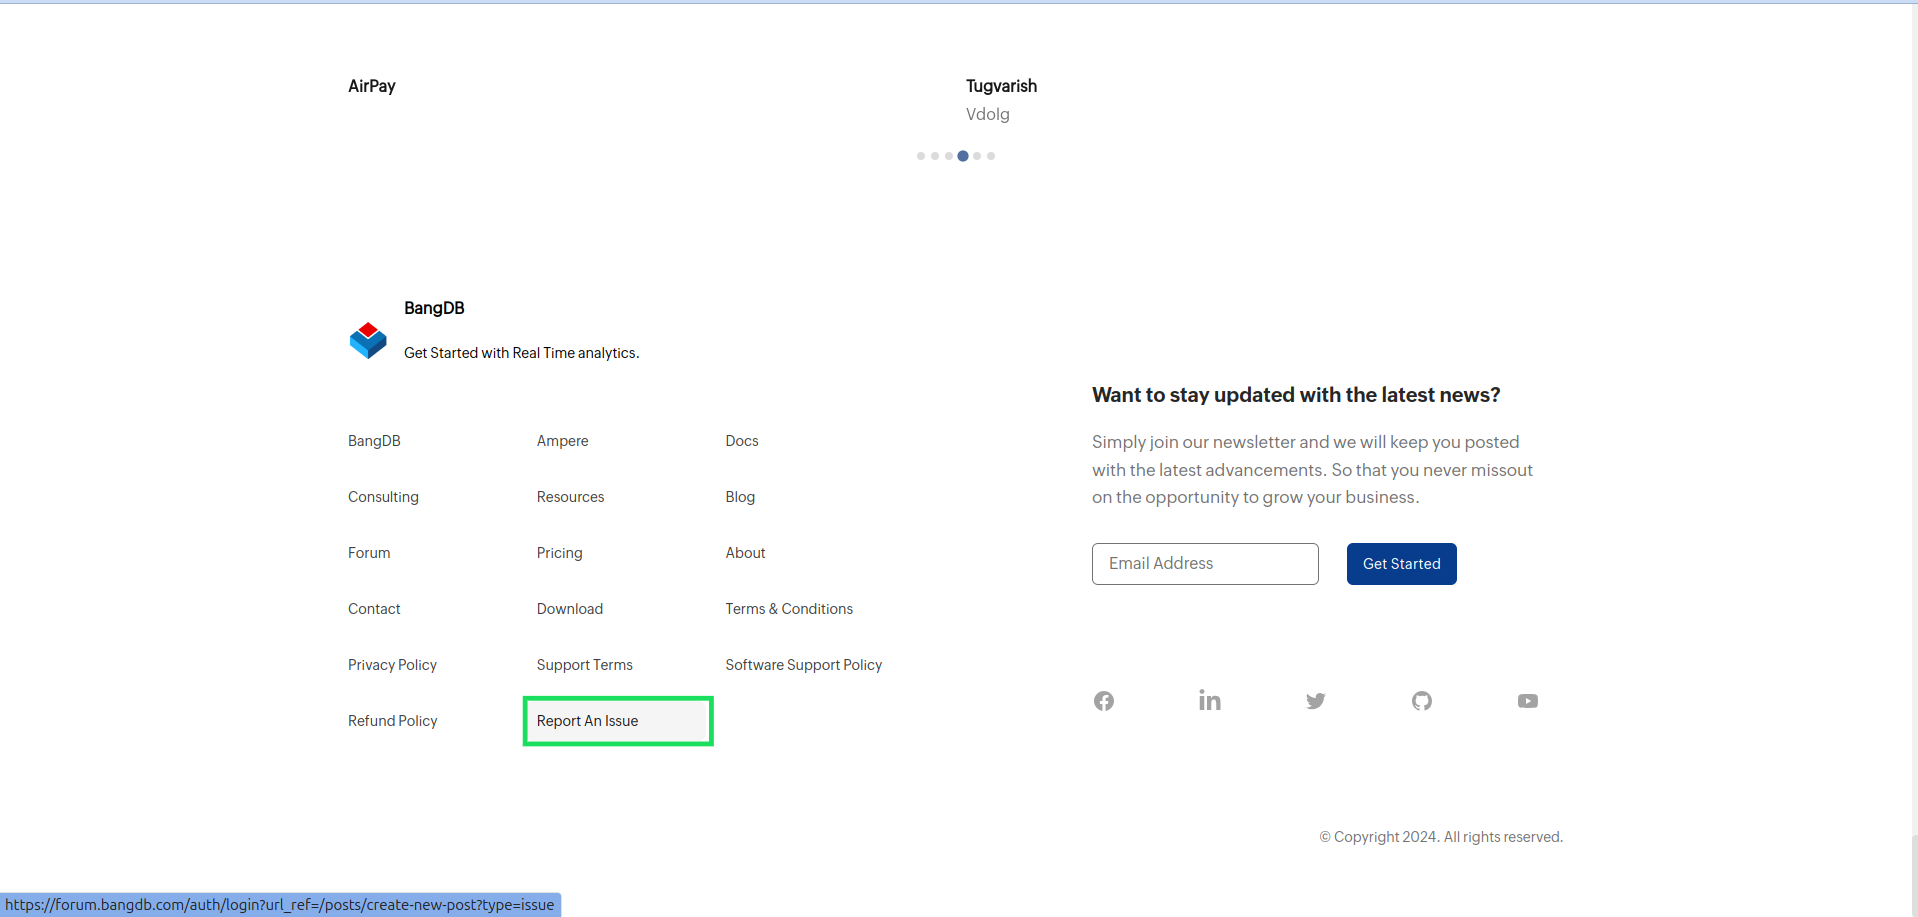 AirPay
Tugvarish
Vdolg
BangDB
Get Started with Real Time analytics.
BangDB
Ampere
Docs
Consulting
Resources
Blog
Forum
Pricing
About
Contact
Download
Terms & Conditions
Privacy Policy
Support Terms
Software Support Policy
Refund Policy
Report An Issue
Want to stay updated with the latest news?
Simply join our newsletter and we will keep you posted
with the latest advancements. So that you never missout
on the opportunity to grow your business.
Email Address
Get Started
© Copyright 2024. All rights reserved.
https://forum.bangdb.com/auth/login?url_ref=/posts/create-new-post?type=issue